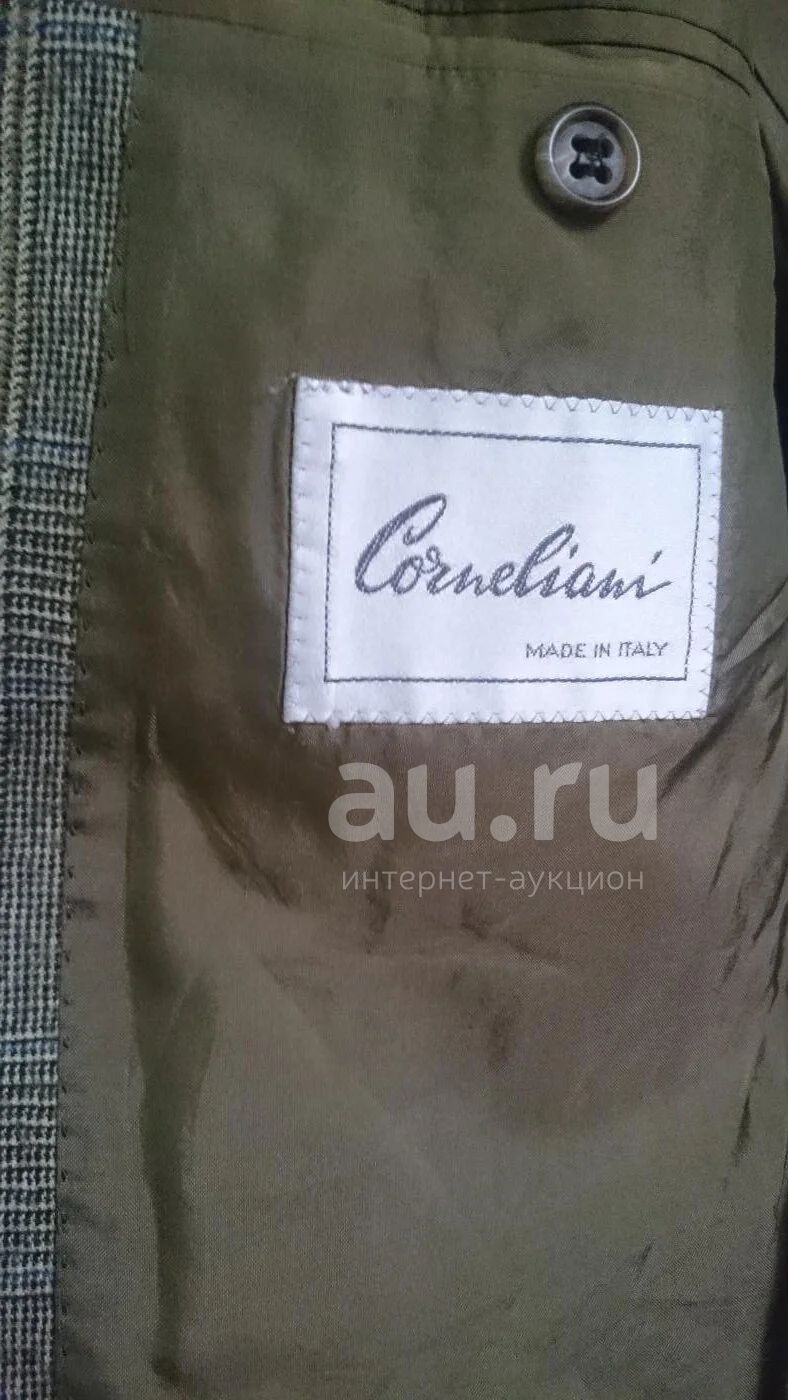 Corneliani
MADE IN ITALY
au.ru
интернет-аукцион